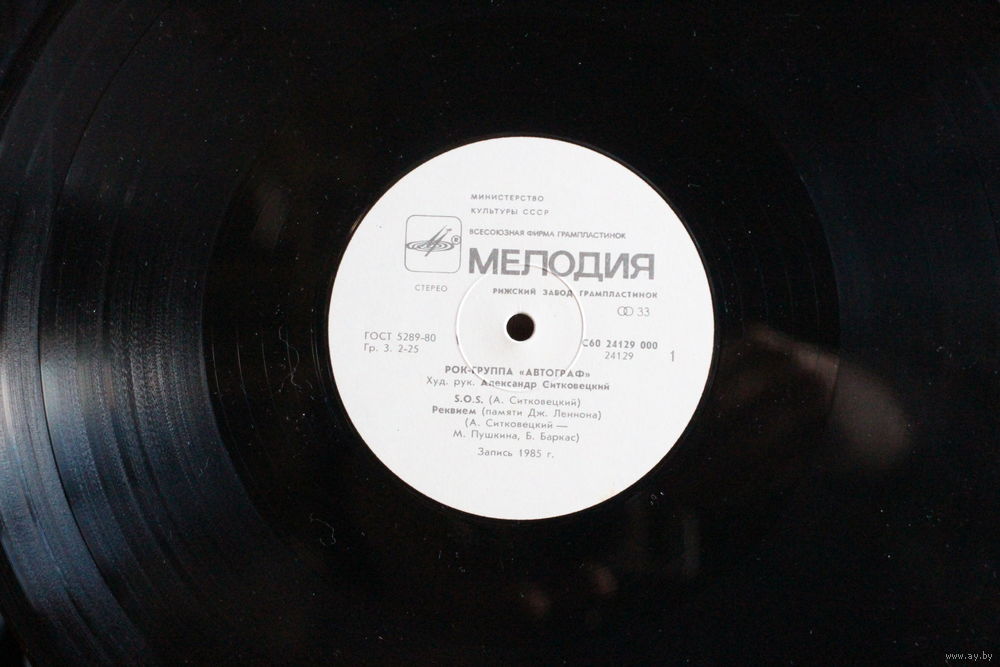 МИНИСТЕРСТВО
КУЛЬТУРЫ СССР
ВСЕСОЮЗНАЯ ФИРМА ГРАМПЛАСТИНОК
®
МЕЛОДИЯ
СТЕРЕО
РИЖСКИЙ ЗАВОД ГРАМПЛАСТИНОК
33
ГОСТ 5289-80
Гр. 3. 2-25
С60 24129 000
24129
1
РОК-ГРУППА «АВТОГРАФ»
Худ. рук. Александр Ситковецкий
S.O.S. (А. Ситковецкий)
Реквием (памяти Дж. Леннона)
(А. Ситковецкий —
М. Пушкина, Б. Баркас)
Запись 1985 г.
www.ay.by